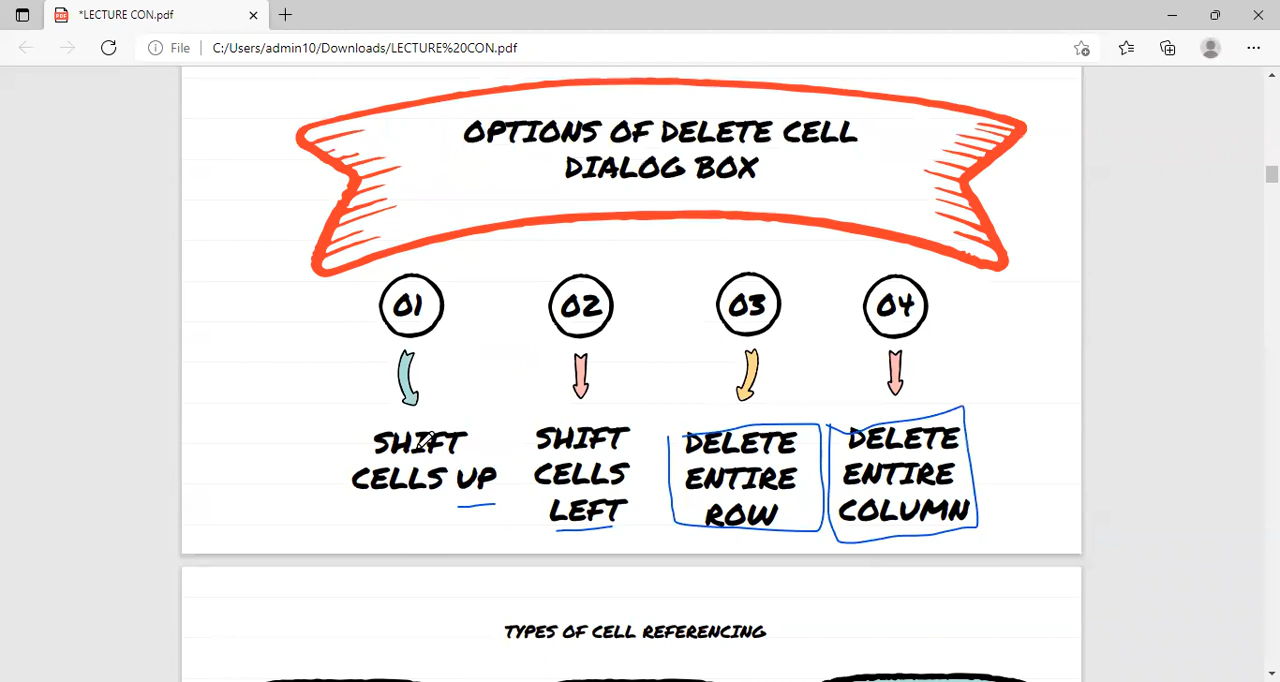 *LECTURE CON.pdf
File
C:/Users/admin10/Downloads/LECTURE%20CON.pdf
OPTIONS OF DELETE CELL
DIALOG BOX
01
02
03
04
SHIFT
CELLS UP
SHIFT
CELLS
LEFT
DELETE
ENTIRE
ROW
DELETE
ENTIRE
COLUMN
TYPES OF CELL REFERENCING